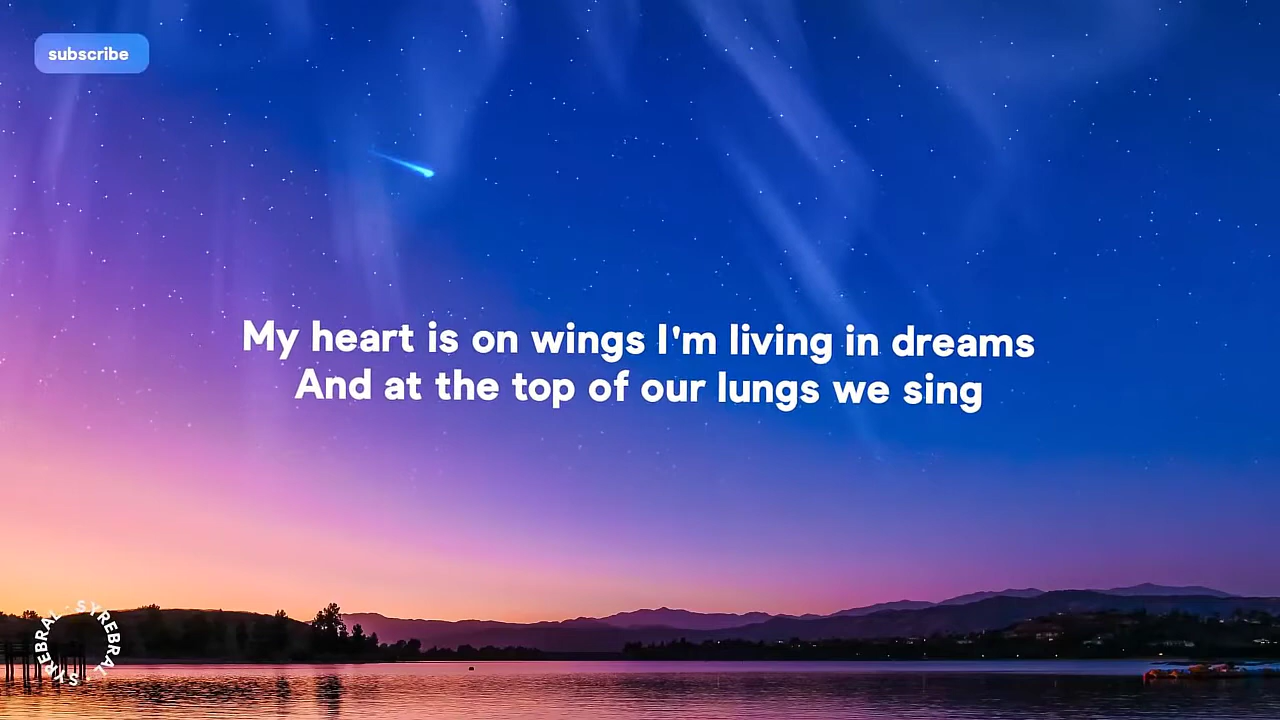 subscribe
My heart is on wings I'm living in dreams
And at the top of our lungs we sing
SYREBRAL · SYREBRAL · S